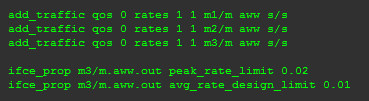 add_traffic qos 0 rates 1 1 m1/m aww s/s
add_traffic qos 0 rates 1 1 m2/m aww s/s
add_traffic qos 0 rates 1 1 m3/m aww s/s
ifce_prop m3/m.aww.out peak_rate_limit 0.02
ifce_prop m3/m.aww.out avg_rate_design_limit 0.01